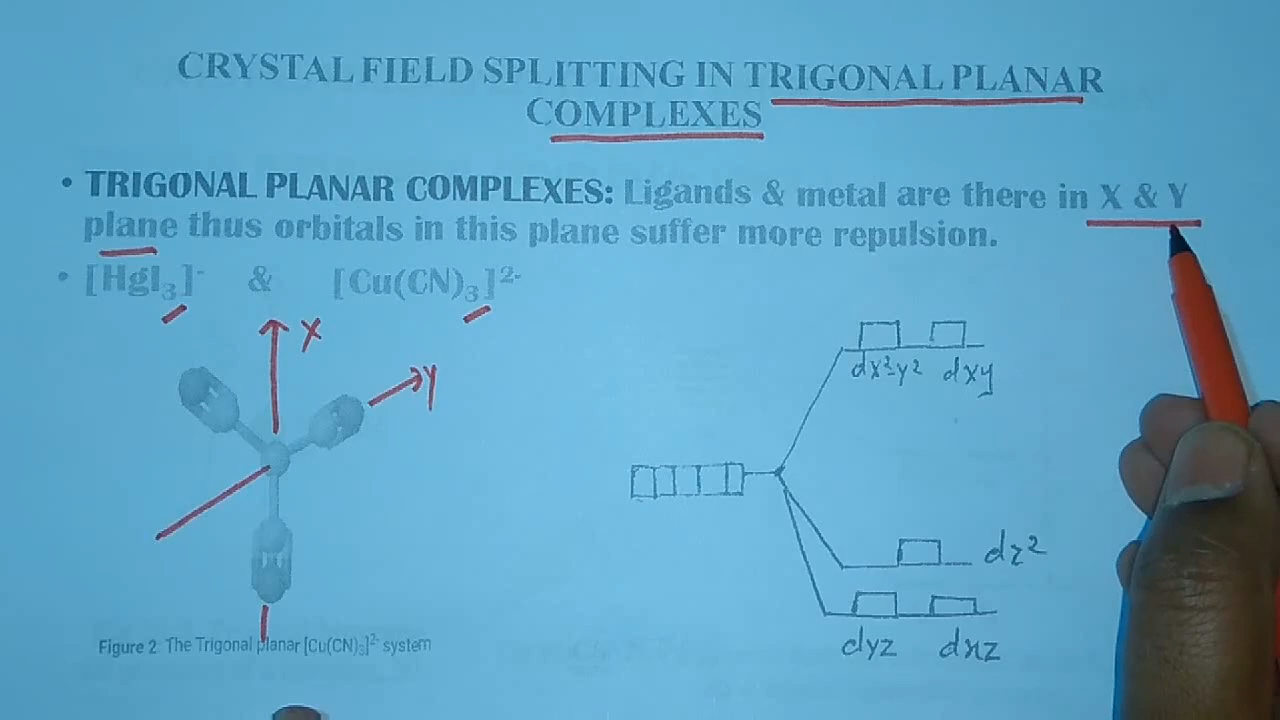 CRYSTAL FIELD SPLITTING IN TRIGONAL PLANAR
COMPLEXES
• TRIGONAL PLANAR COMPLEXES: Ligands & metal are there in X & Y
plane thus orbitals in this plane suffer more repulsion.
• [HgI₃]⁻ & [Cu(CN)₃]²⁻
X
Y
dx²-y² dxy
dz²
dyz dxz
Figure 2: The Trigonal planar [Cu(CN)₃]²⁻ system